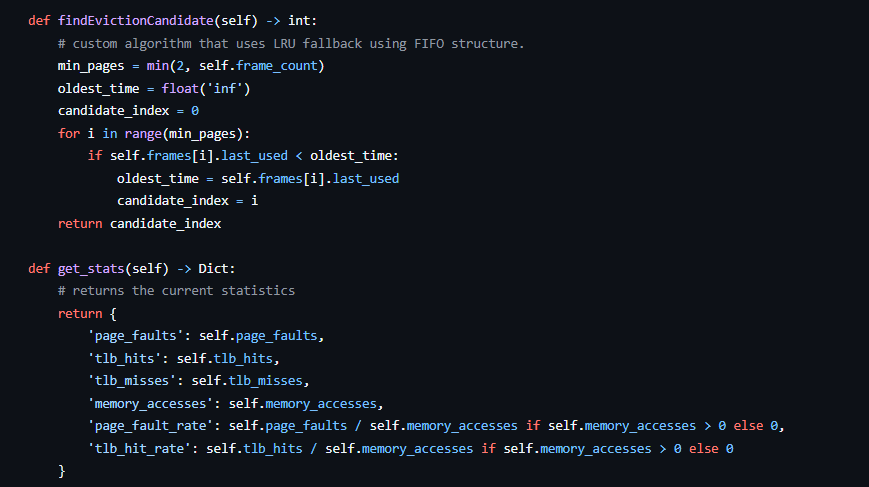 def findEvictionCandidate(self) -> int:
    # custom algorithm that uses LRU fallback using FIFO structure.
    min_pages = min(2, self.frame_count)
    oldest_time = float('inf')
    candidate_index = 0
    for i in range(min_pages):
        if self.frames[i].last_used < oldest_time:
            oldest_time = self.frames[i].last_used
            candidate_index = i
    return candidate_index

def get_stats(self) -> Dict:
    # returns the current statistics
    return {
        'page_faults': self.page_faults,
        'tlb_hits': self.tlb_hits,
        'tlb_misses': self.tlb_misses,
        'memory_accesses': self.memory_accesses,
        'page_fault_rate': self.page_faults / self.memory_accesses if self.memory_accesses > 0 else 0,
        'tlb_hit_rate': self.tlb_hits / self.memory_accesses if self.memory_accesses > 0 else 0
    }